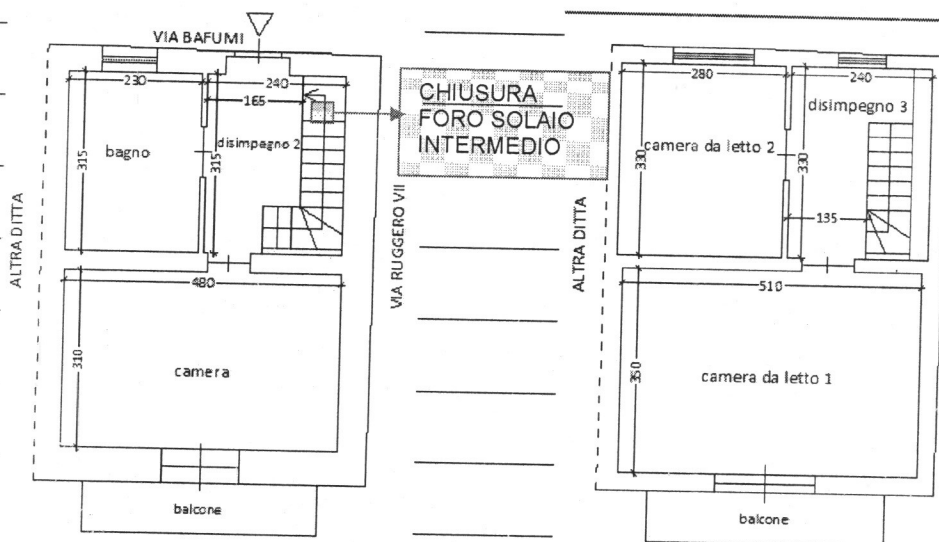 VIA BAFUMI
230
240
165
315
bagno
disimpegno 2
315
ALTRA DITTA
480
310
camera
balcone
VIA RUGGERO VII
CHIUSURA
FORO SOLAIO
INTERMEDIO
280
240
disimpegno 3
camera da letto 2
330
330
135
ALTRA DITTA
510
350
camera da letto 1
balcone